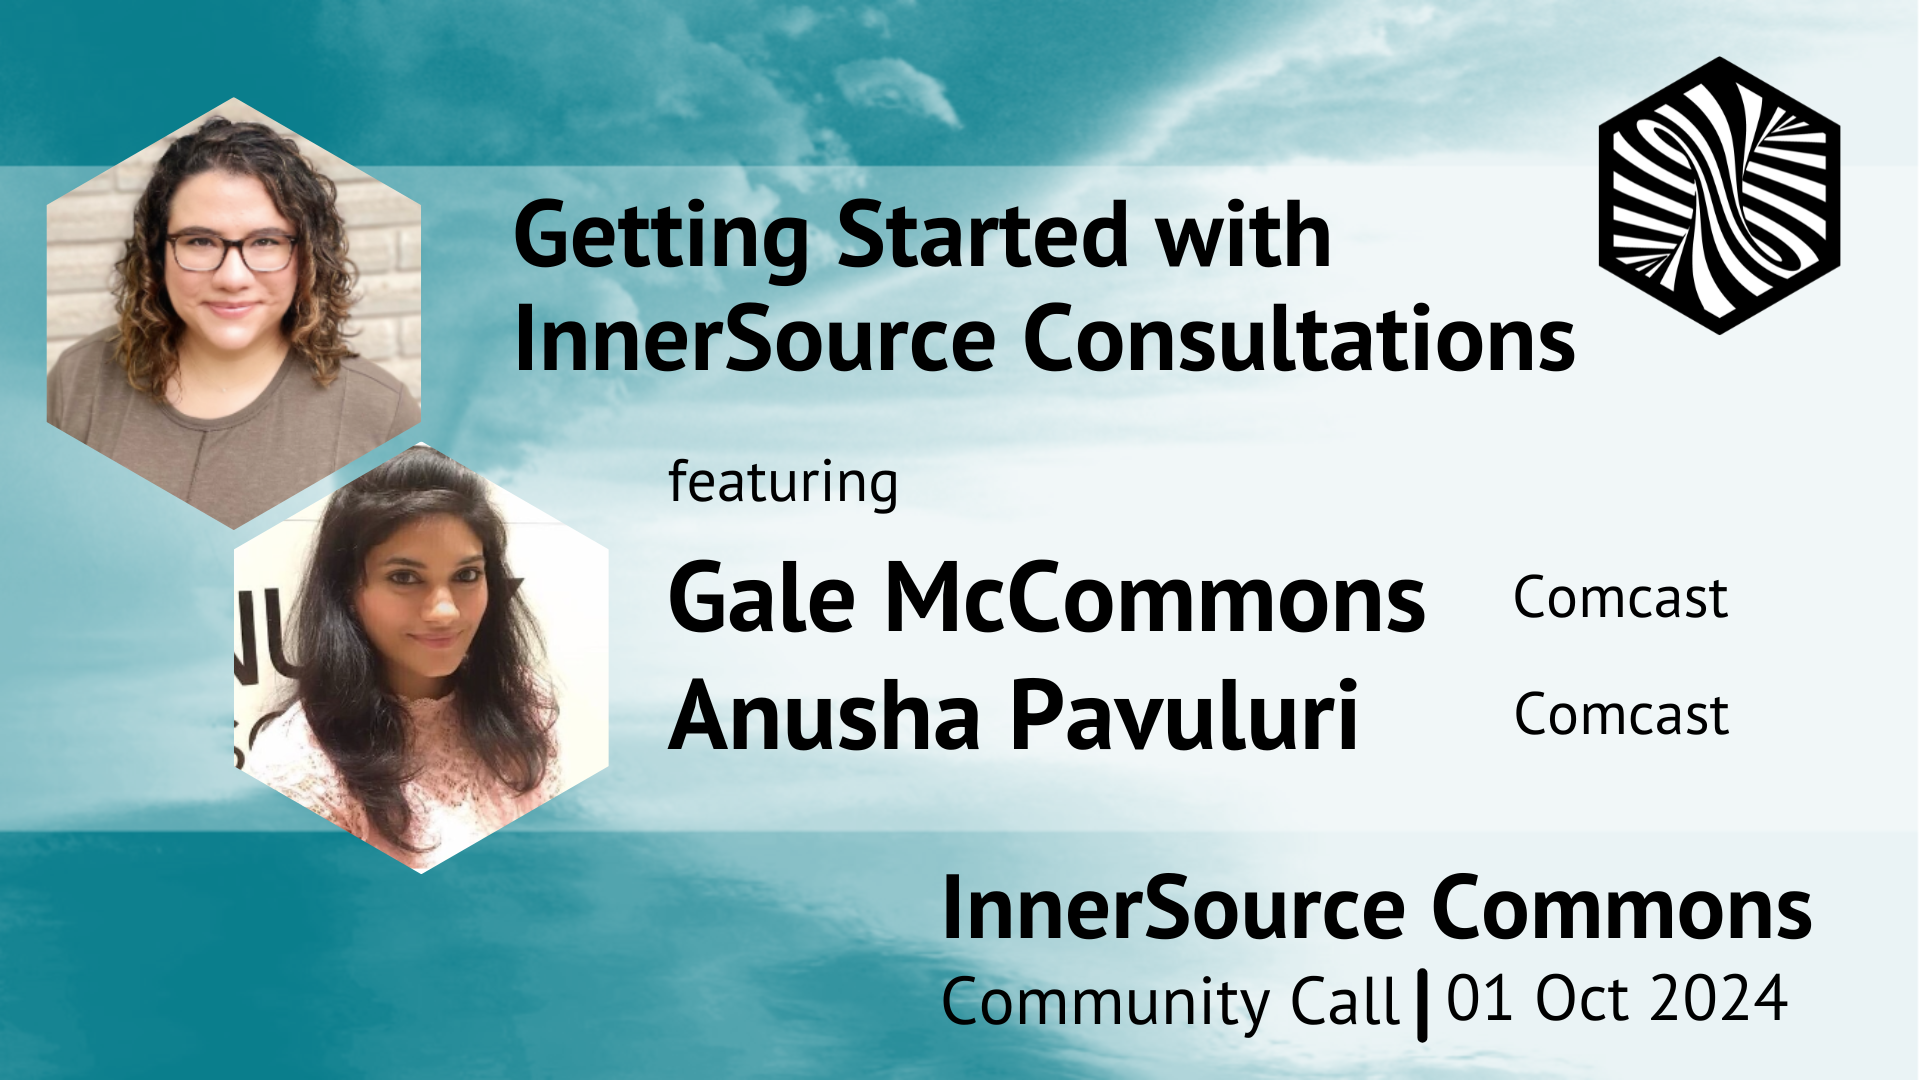 Getting Started with
InnerSource Consultations
featuring
Gale McCommons Comcast
Anusha Pavuluri Comcast
InnerSource Commons
Community Call | 01 Oct 2024